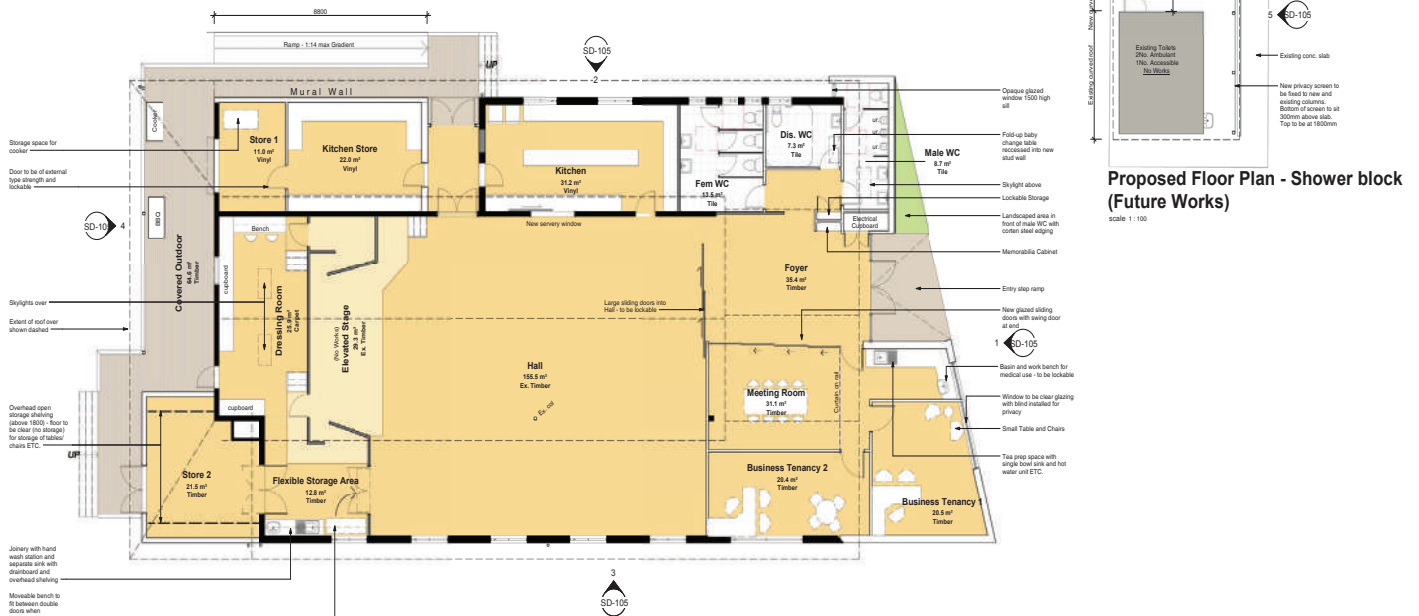 8800
Ramp - 1:14 max Gradient
UP
SD-105
2
Mural Wall
Cooker
Store 1
11.0 m²
Vinyl
Kitchen Store
22.0 m²
Vinyl
Kitchen
31.2 m²
Vinyl
Fem WC
13.5 m²
Tile
Dis. WC
7.3 m²
Tile
ur.
ur.
ur.
Male WC
8.7 m²
Tile
Storage space for
cooker
Door to be of external
type strength and
lockable
SD-105
4
BBQ
Covered Outdoor
64.6 m²
Timber
Skylights over
Extent of roof over
shown dashed
Bench
cupboard
Dressing Room
25.9 m²
Carpet
cupboard
(No Works)
Elevated Stage
29.3 m²
Ex. Timber
New servery window
Large sliding doors into
Hall - to be lockable
Hall
155.5 m²
Ex. Timber
Ex. col
Foyer
35.4 m²
Timber
Electrical
Cupboard
Meeting Room
31.1 m²
Timber
Curtain on rail
Business Tenancy 2
20.4 m²
Timber
Business Tenancy 1
20.5 m²
Timber
Overhead open
storage shelving
(above 1800) - floor to
be clear (no storage)
for storage of tables/
chairs ETC.
UP
Store 2
21.5 m²
Timber
Flexible Storage Area
12.8 m²
Timber
Joinery with hand
wash station and
separate sink with
drainboard and
overhead shelving
Moveable bench to
fit between double
doors when
3
SD-105
Opaque glazed
window 1500 high
sill
Fold-up baby
change table
reccessed into new
stud wall
Skylight above
Lockable Storage
Landscaped area in
front of male WC with
corten steel edging
Memorabilia Cabinet
Entry step ramp
New glazed sliding
doors with swing door
at end
1
SD-105
Basin and work bench for
medical use - to be lockable
Window to be clear glazing
with blind installed for
privacy
Small Table and Chairs
Tea prep space with
single bowl sink and hot
water unit ETC.
Existing curved roof
Existing Toilets
2No. Ambulant
1No. Accessible
No Works
5
SD-105
Existing conc. slab
New privacy screen to
be fixed to new and
existing columns.
Bottom of screen to sit
300mm above slab.
Top to be at 1800mm
Proposed Floor Plan - Shower block
(Future Works)
scale 1 : 100